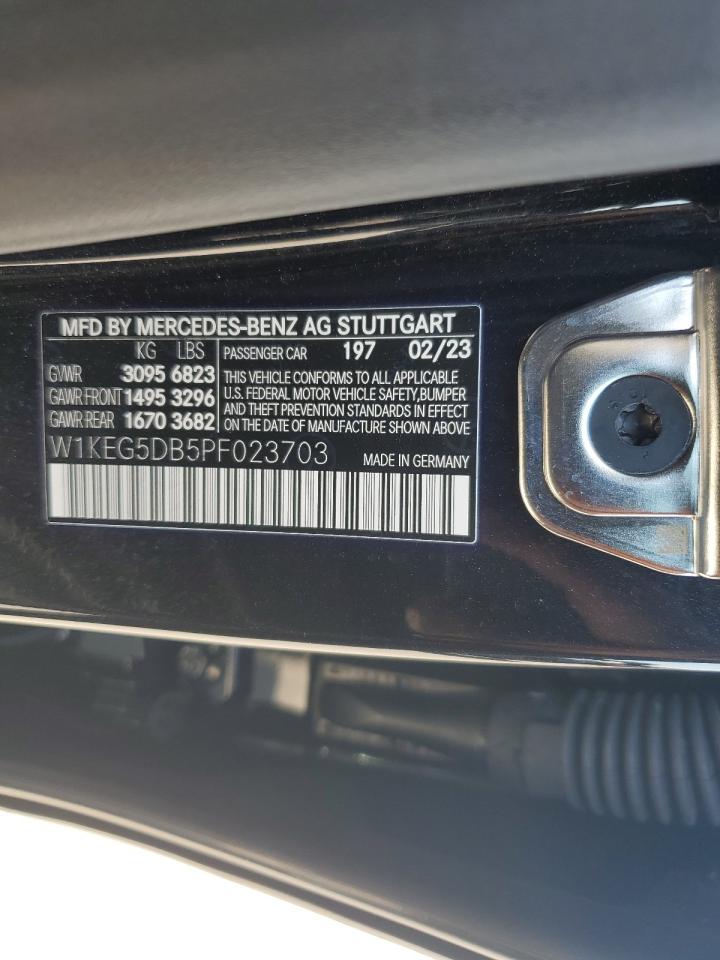 MFD BY MERCEDES-BENZ AG STUTTGART
KG LBS PASSENGER CAR 197 02/23
GVWR 3095 6823 THIS VEHICLE CONFORMS TO ALL APPLICABLE
GAWR FRONT 1495 3296 U.S. FEDERAL MOTOR VEHICLE SAFETY,BUMPER
GAWR REAR 1670 3682 AND THEFT PREVENTION STANDARDS IN EFFECT
ON THE DATE OF MANUFACTURE SHOWN ABOVE
W1KEG5DB5PF023703 MADE IN GERMANY